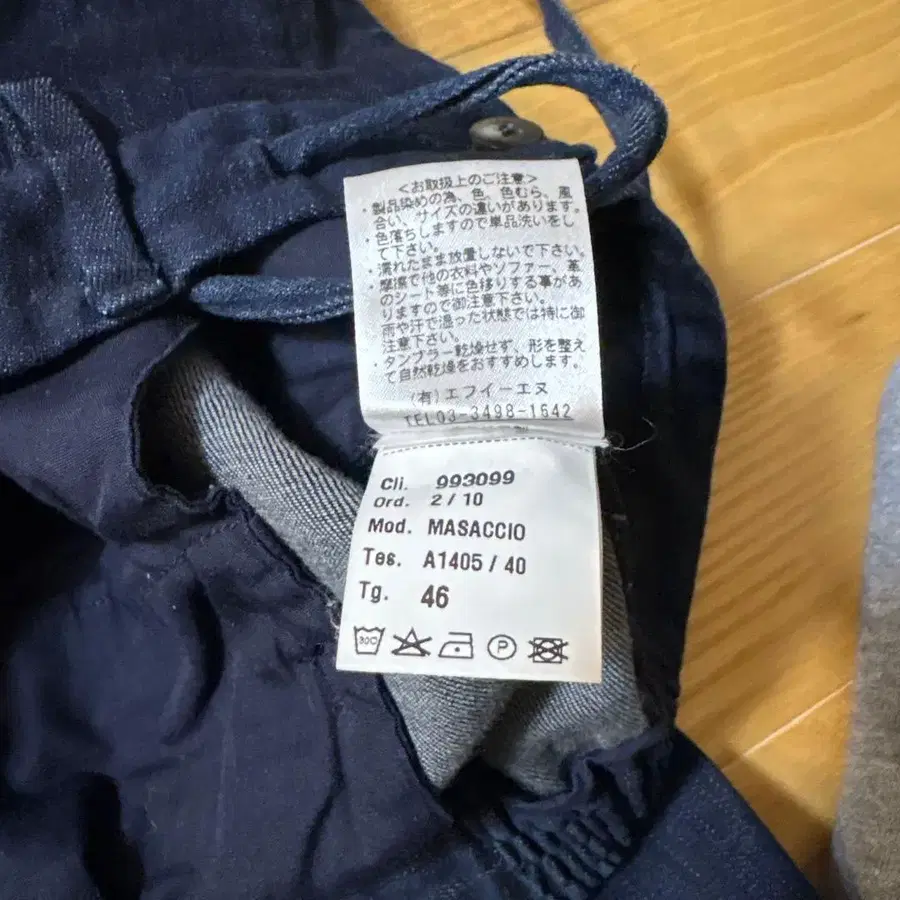 <お取扱上のご注意>
・製品染めの為、色、色むら、風
合い、サイズの違いがあります。
・色落ちしますので単品洗いをし
て下さい。
・濡れたまま放置しないで下さい。
・摩擦で他の衣料やソファー、革
のシート等に色移りする事があ
りますので御注意下さい。
雨や汗で湿った状態では特に御
注意下さい。
・タンブラー乾燥せず、形を整え
て自然乾燥をおすすめします。
(有)エフイーエヌ
TEL03-3498-1642
Cli. 993099
Ord. 2 / 10
Mod. MASACCIO
Tes. A1405 / 40
Tg. 46
30C P